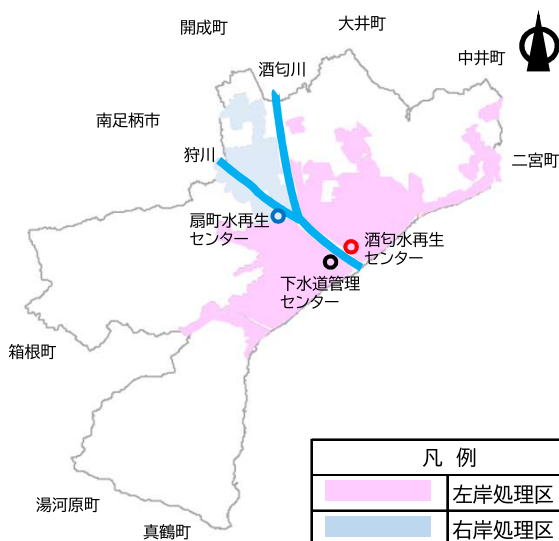 開成町
大井町
酒匂川
中井町
南足柄市
狩川
二宮町
扇町水再生
センター
酒匂水再生
センター
下水道管理
センター
箱根町
湯河原町
真鶴町
凡 例
左岸処理区
右岸処理区